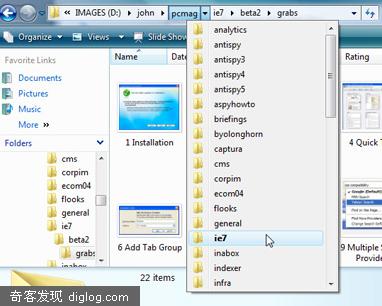 IMAGES (D:) john pcmag ie7 beta2 grabs
Organize Views Slide Show
Favorite Links
Documents
Pictures
Music
More
Folders
cms
corpim
ecom04
flooks
general
ie7
beta2
grabs
inabox
Name
Rating
1 Installation
4 Quick T
6 Add Tab Group
9 Multiple S
analytics
antispy
antispy3
antispy4
antispy5
aspyhowto
briefings
byolonghorn
captura
cms
corpim
ecom04
flooks
general
ie7
inabox
indexer
infra
22 items
奇客发现 diglog.com